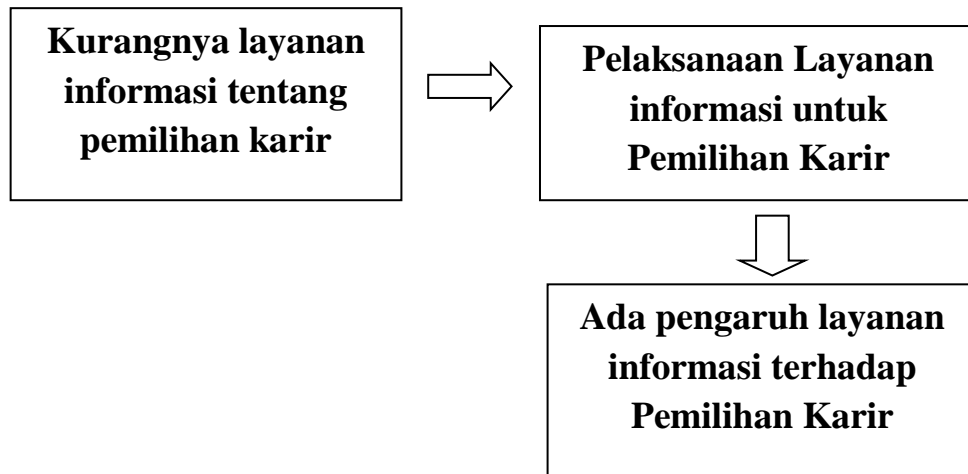 Kurangnya layanan
informasi tentang
pemilihan karir
Pelaksanaan Layanan
informasi untuk
Pemilihan Karir
Ada pengaruh layanan
informasi terhadap
Pemilihan Karir